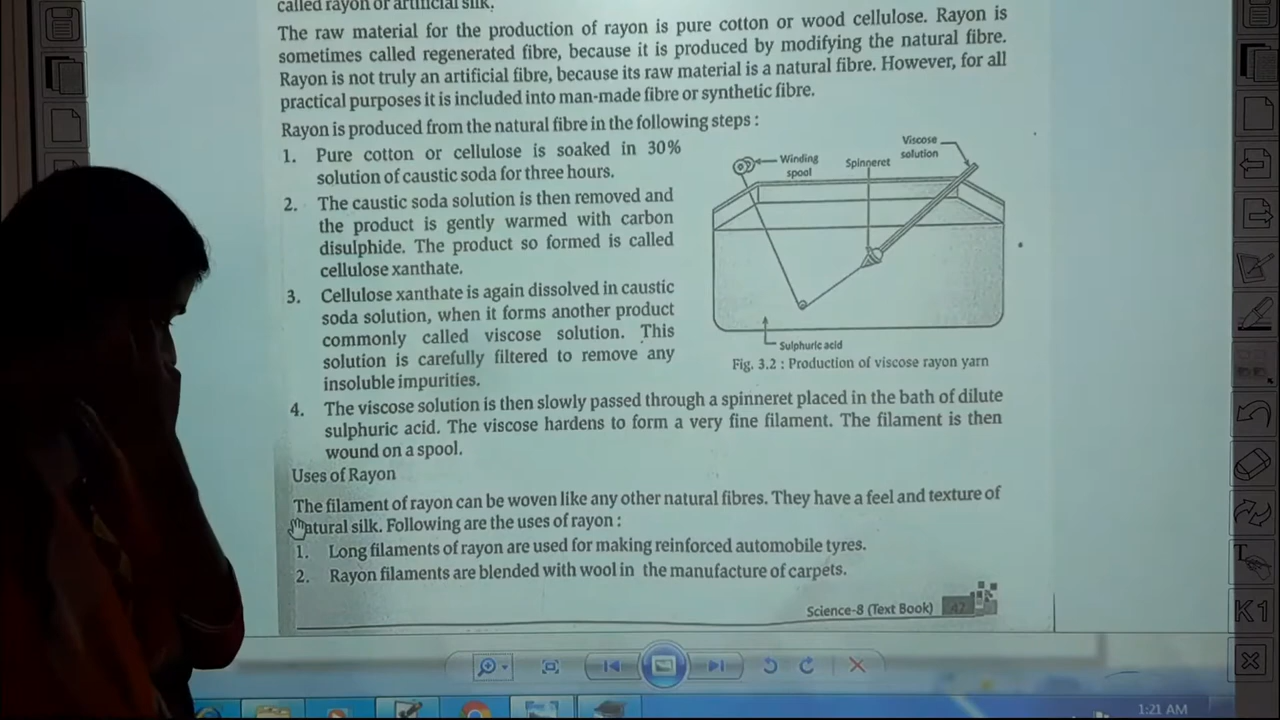 called rayon or artificial silk.
The raw material for the production of rayon is pure cotton or wood cellulose. Rayon is
sometimes called regenerated fibre, because it is produced by modifying the natural fibre.
Rayon is not truly an artificial fibre, because its raw material is a natural fibre. However, for all
practical purposes it is included into man-made fibre or synthetic fibre.
Rayon is produced from the natural fibre in the following steps :
1. Pure cotton or cellulose is soaked in 30%
solution of caustic soda for three hours.
2. The caustic soda solution is then removed and
the product is gently warmed with carbon
disulphide. The product so formed is called
cellulose xanthate.
3. Cellulose xanthate is again dissolved in caustic
soda solution, when it forms another product
commonly called viscose solution. This
solution is carefully filtered to remove any
insoluble impurities.
Winding
spool
Spinneret
Viscose
solution
Sulphuric acid
Fig. 3.2 : Production of viscose rayon yarn
4. The viscose solution is then slowly passed through a spinneret placed in the bath of dilute
sulphuric acid. The viscose hardens to form a very fine filament. The filament is then
wound on a spool.
Uses of Rayon
The filament of rayon can be woven like any other natural fibres. They have a feel and texture of
natural silk. Following are the uses of rayon :
1. Long filaments of rayon are used for making reinforced automobile tyres.
2. Rayon filaments are blended with wool in the manufacture of carpets.
Science-8 (Text Book) 47
T
K1
1:21 AM